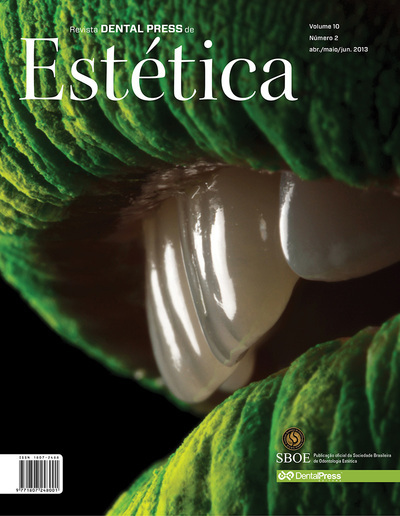 Revista DENTAL PRESS de
Estética
Volume 10
Número 2
abr./maio/jun. 2013
ISSN 1807-2488
9 771807 248001
SBOE
Publicação oficial da Sociedade Brasileira
de Odontologia Estética
DentalPress